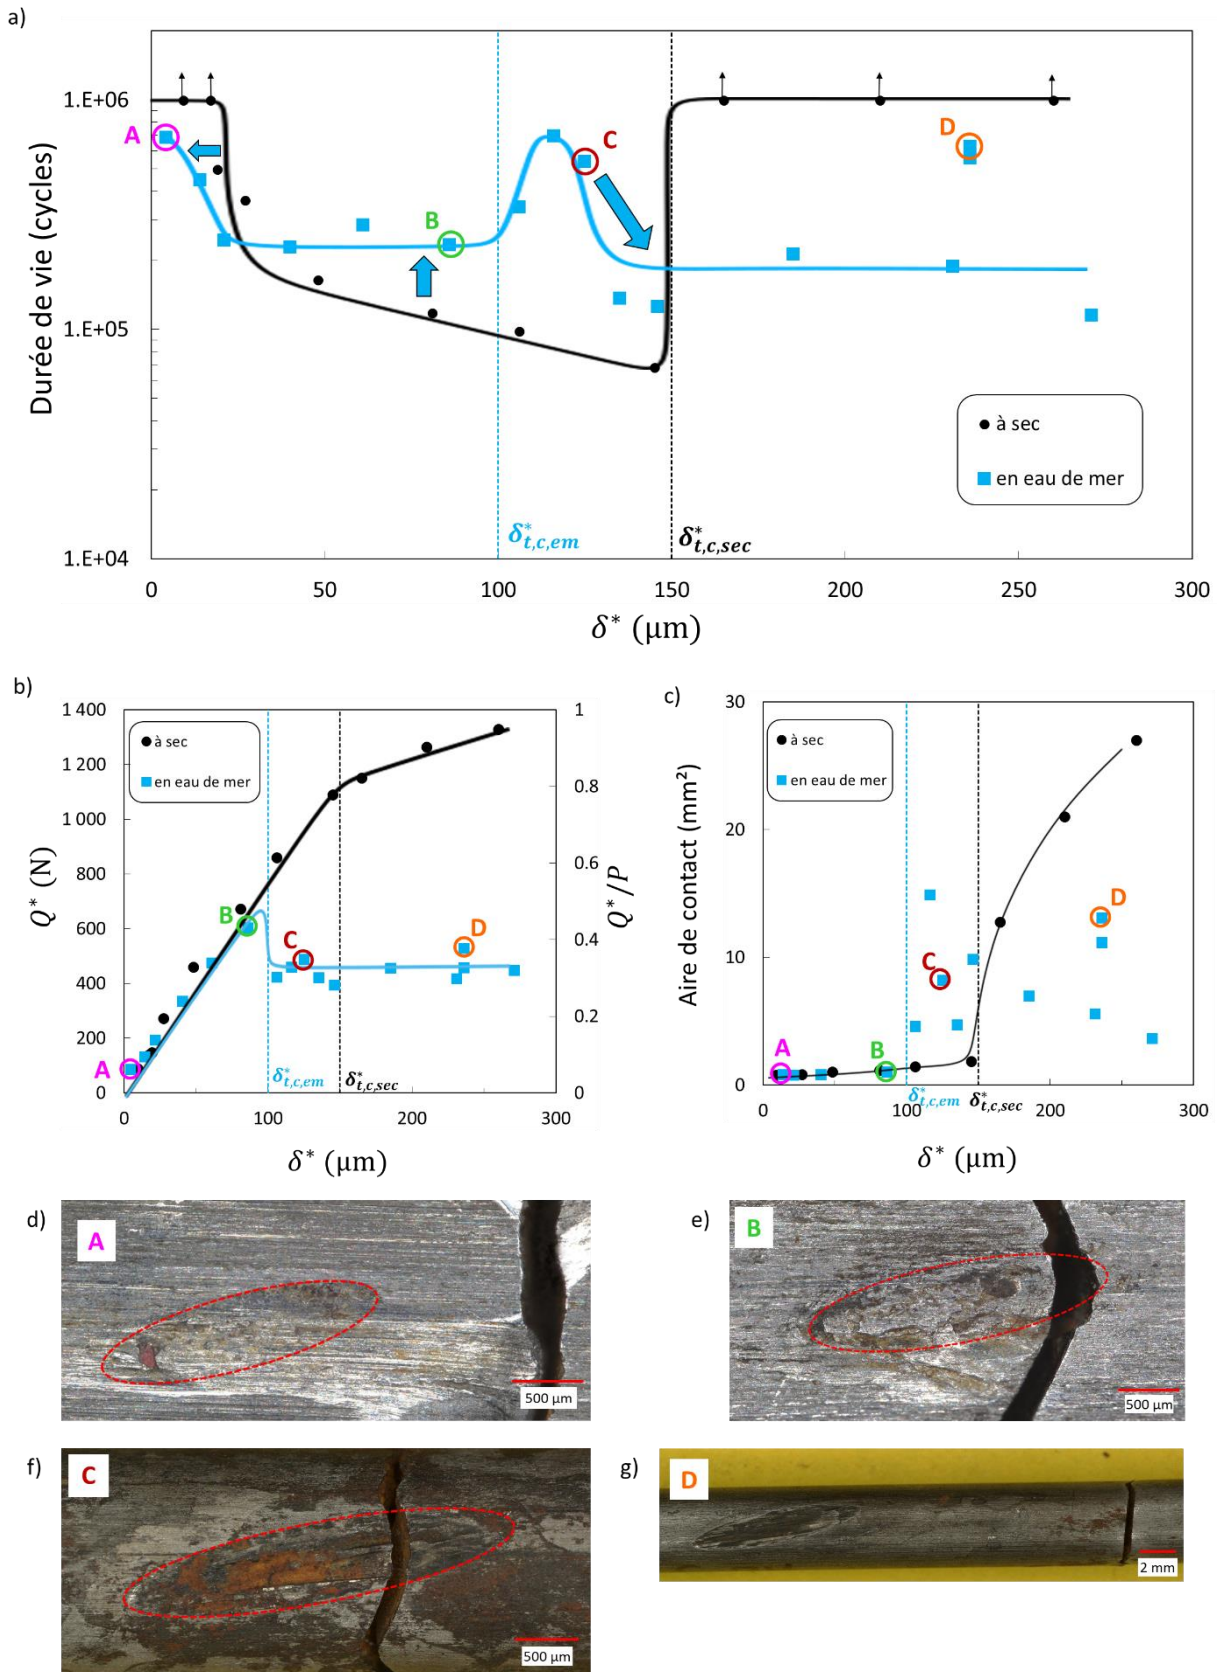 a)
Durée de vie (cycles)
1.E+06
1.E+05
1.E+04
A
B
C
D
à sec
en eau de mer
δ*t,c,em
δ*t,c,sec
0 50 100 150 200 250 300
δ* (µm)
b)
Q* (N)
1 400
1 200
1 000
800
600
400
200
0
à sec
en eau de mer
A
B
C
D
1
0.8
0.6
0.4
0.2
0
Q*/P
δ*t,c,em
δ*t,c,sec
0 100 200 300
δ* (µm)
c)
Aire de contact (mm²)
30
20
10
0
à sec
en eau de mer
A
B
C
D
δ*t,c,em
δ*t,c,sec
0 100 200 300
δ* (µm)
d)
A
500 µm
e)
B
500 µm
f)
C
500 µm
g)
D
2 mm